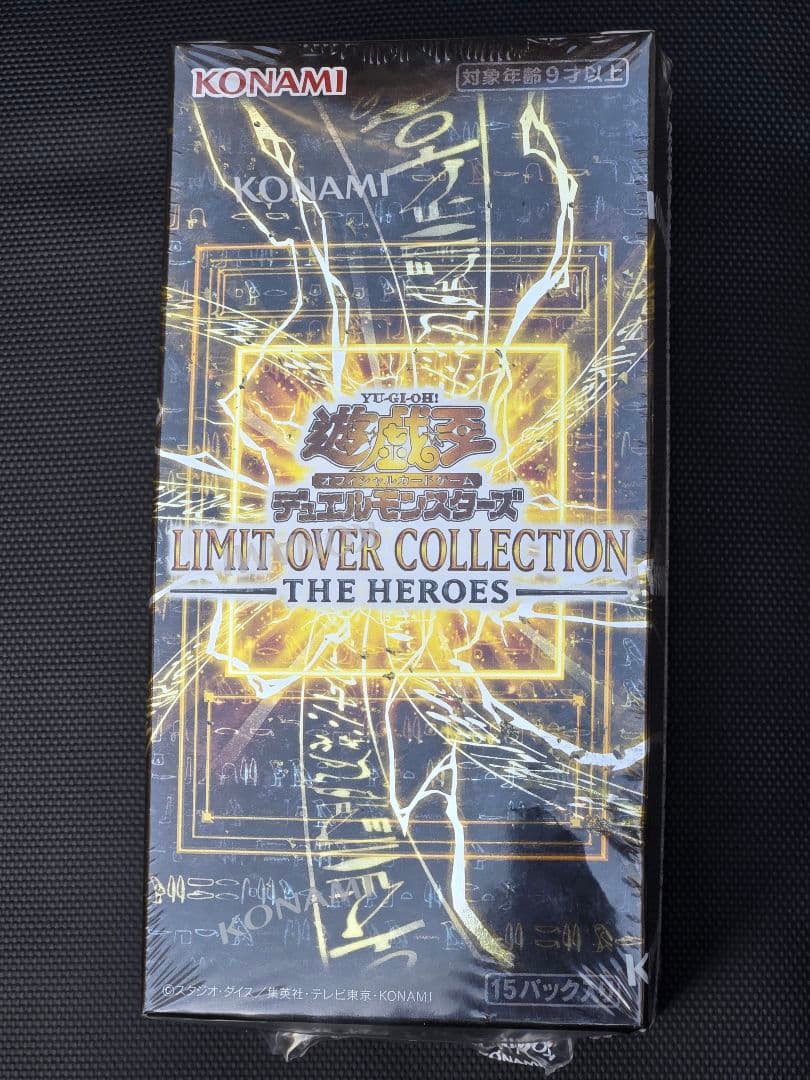 KONAMI
対象年齢9才以上
KONAMI
YU-GI-OH!
遊戯王
オフィシャルカードゲーム
デュエルモンスターズ
LIMIT OVER COLLECTION
THE HEROES
KONAMI
©スタジオ・ダイス/集英社・テレビ東京・KONAMI
15パック入り
KONAMI